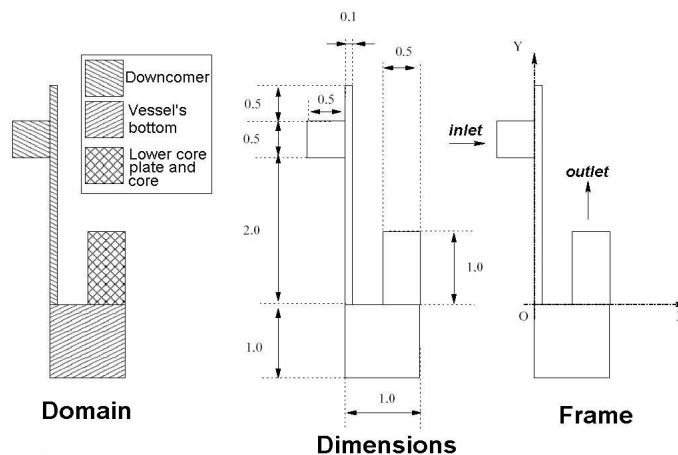 Downcomer
Vessel's
bottom
Lower core
plate and
core
Domain
0.1
0.5
0.5
0.5
0.5
2.0
1.0
1.0
1.0
Dimensions
Y
inlet
outlet
O
Frame